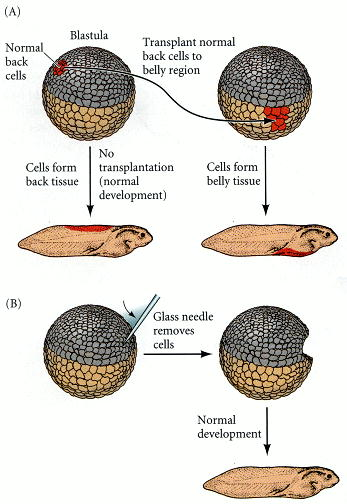 (A)
Normal
back
cells
Blastula
Transplant normal
back cells to
belly region
Cells form
back tissue
No
transplantation
(normal
development)
Cells form
belly tissue
(B)
Glass needle
removes
cells
Normal
development